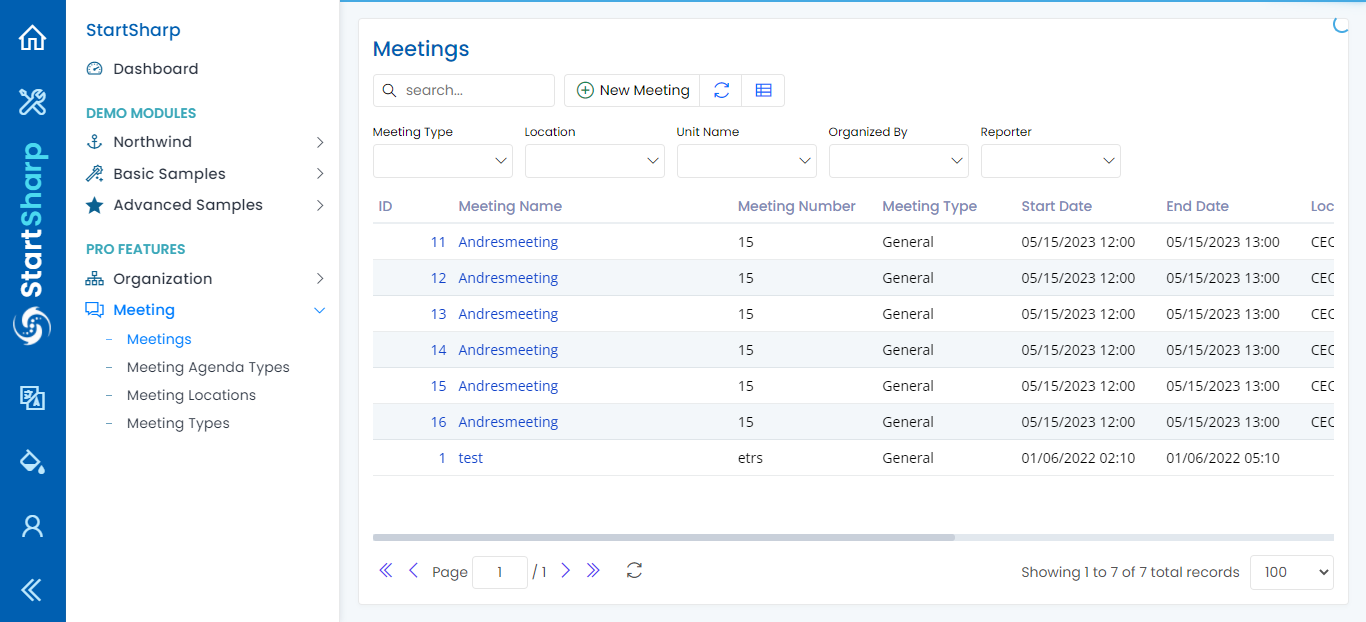 StartSharp
StartSharp
Dashboard
DEMO MODULES
Northwind
Basic Samples
Advanced Samples
PRO FEATURES
Organization
Meeting
Meetings
Meeting Agenda Types
Meeting Locations
Meeting Types
Meetings
search...
New Meeting
Meeting Type Location Unit Name Organized By Reporter
ID Meeting Name Meeting Number Meeting Type Start Date End Date Loc
11 Andresmeeting 15 General 05/15/2023 12:00 05/15/2023 13:00 CEO
12 Andresmeeting 15 General 05/15/2023 12:00 05/15/2023 13:00 CEO
13 Andresmeeting 15 General 05/15/2023 12:00 05/15/2023 13:00 CEO
14 Andresmeeting 15 General 05/15/2023 12:00 05/15/2023 13:00 CEO
15 Andresmeeting 15 General 05/15/2023 12:00 05/15/2023 13:00 CEO
16 Andresmeeting 15 General 05/15/2023 12:00 05/15/2023 13:00 CEO
1 test etrs General 01/06/2022 02:10 01/06/2022 05:10
Page 1 / 1
Showing 1 to 7 of 7 total records 100